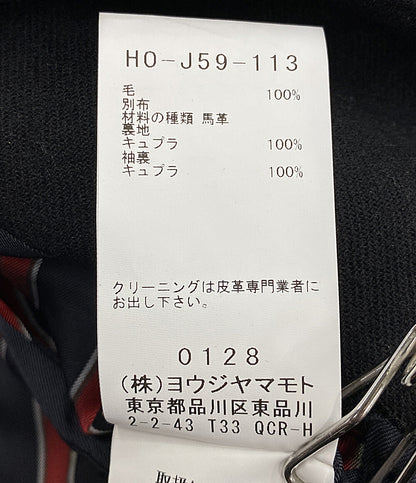 HO-J59-113
毛 100%
別布
材料の種類 馬革
裏地
キュプラ 100%
袖裏
キュプラ 100%
クリーニングは皮革専門業者に
お出し下さい。
0128
(株)ヨウジヤマモト
東京都品川区東品川
2-2-43 T33 QCR-H